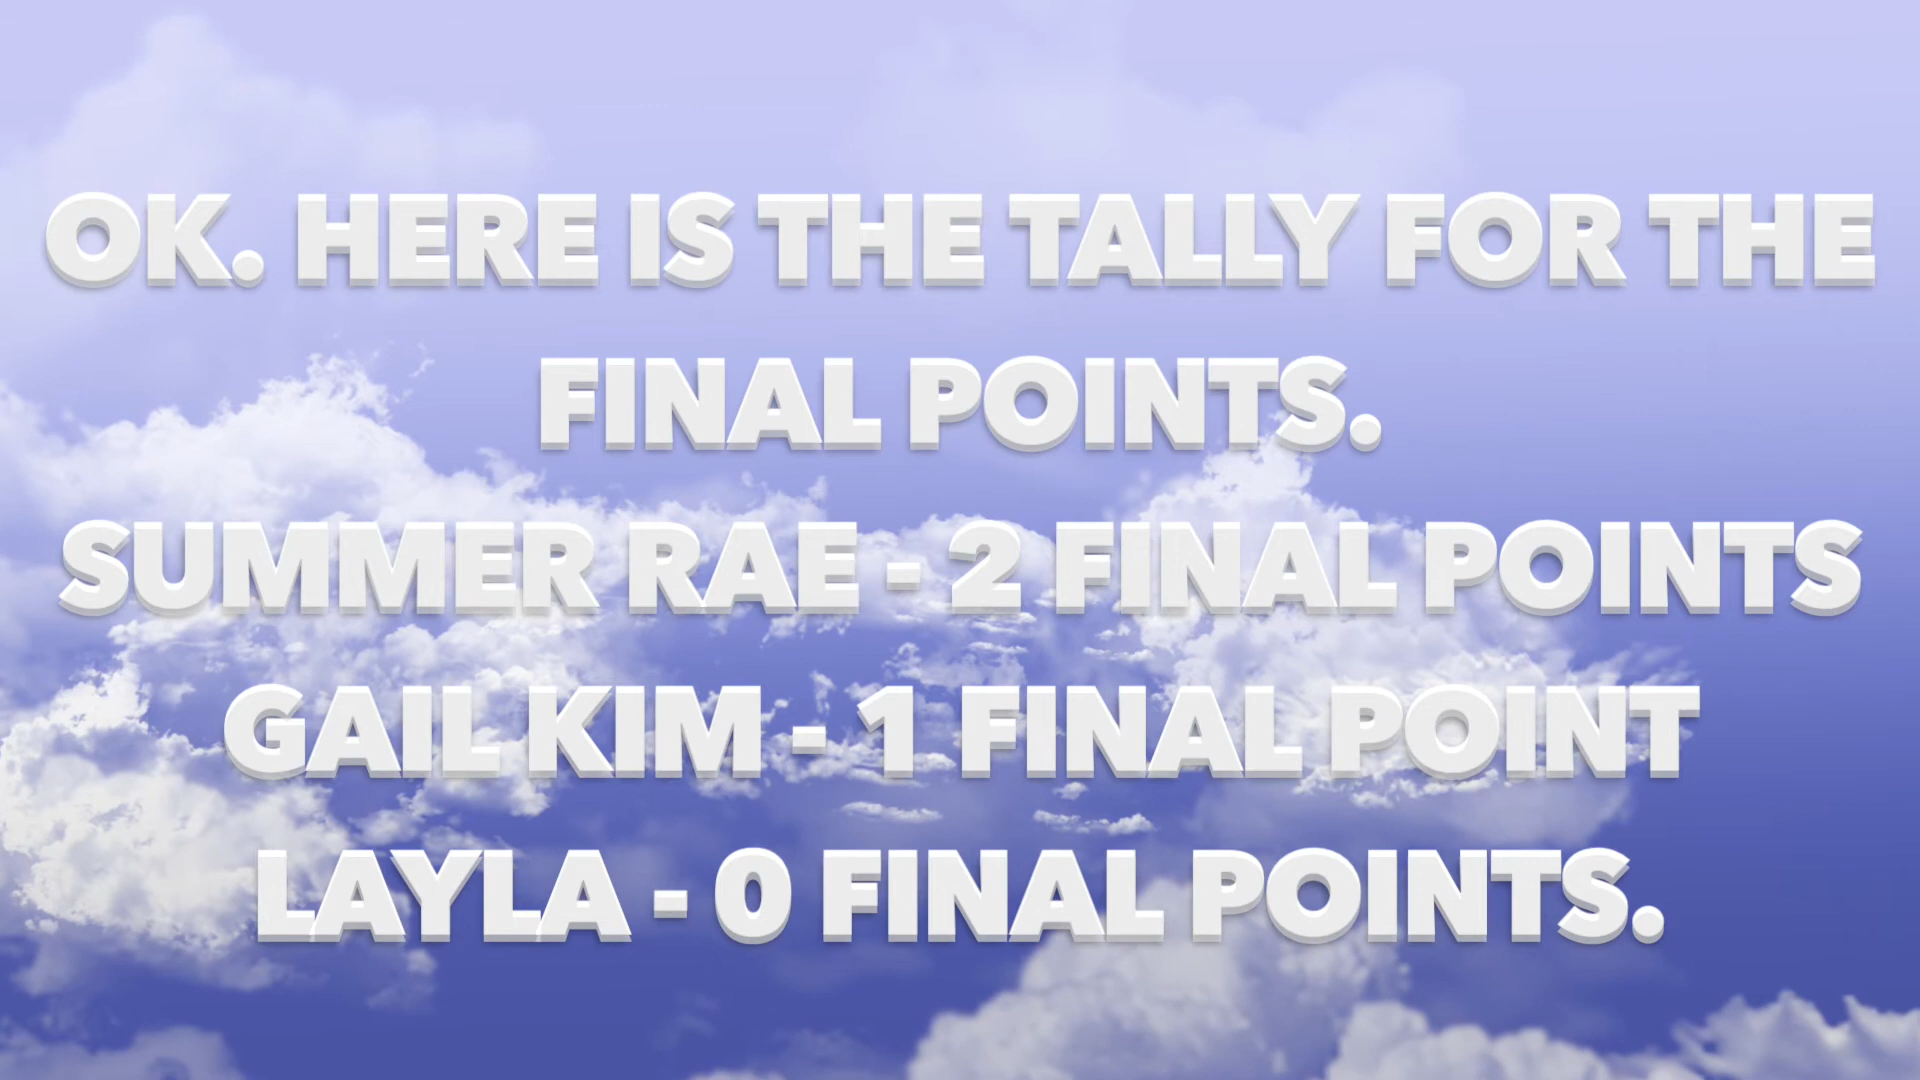 OK. HERE IS THE TALLY FOR THE
FINAL POINTS.
SUMMER RAE - 2 FINAL POINTS
GAIL KIM - 1 FINAL POINT
LAYLA - 0 FINAL POINTS.